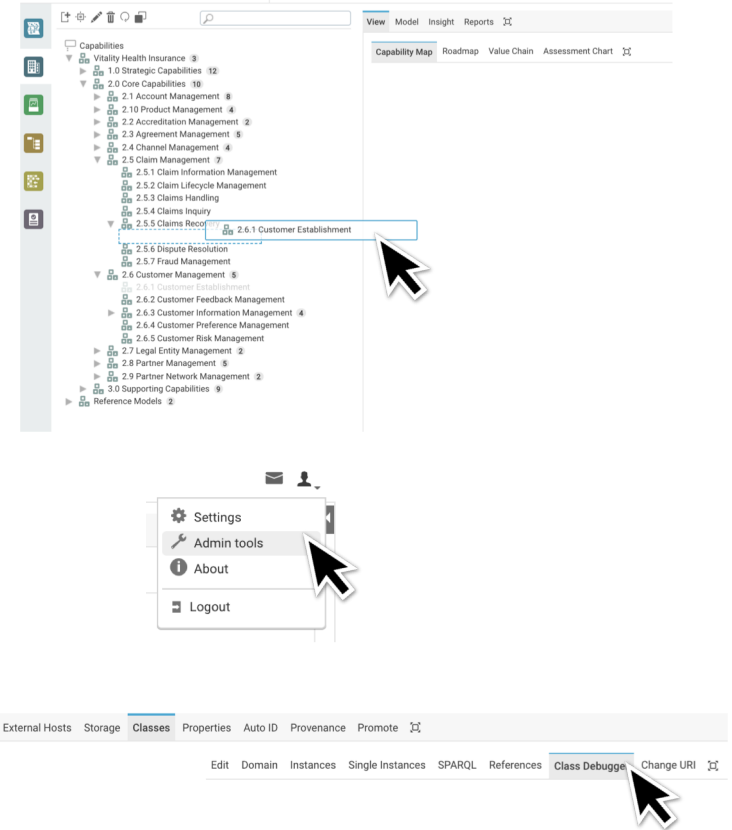 View Model Insight Reports
Capability Map Roadmap Value Chain Assessment Chart
Capabilities
Vitality Health Insurance 3
1.0 Strategic Capabilities 12
2.0 Core Capabilities 10
2.1 Account Management 8
2.10 Product Management 4
2.2 Accreditation Management 2
2.3 Agreement Management 5
2.4 Channel Management 4
2.5 Claim Management 7
2.5.1 Claim Information Management
2.5.2 Claim Lifecycle Management
2.5.3 Claims Handling
2.5.4 Claims Inquiry
2.5.5 Claims Recovery
2.6.1 Customer Establishment
2.5.6 Dispute Resolution
2.5.7 Fraud Management
2.6 Customer Management 5
2.6.1 Customer Establishment
2.6.2 Customer Feedback Management
2.6.3 Customer Information Management 4
2.6.4 Customer Preference Management
2.6.5 Customer Risk Management
2.7 Legal Entity Management 2
2.8 Partner Management 5
2.9 Partner Network Management 2
3.0 Supporting Capabilities 9
Reference Models 2
Settings
Admin tools
About
Logout
External Hosts Storage Classes Properties Auto ID Provenance Promote
Edit Domain Instances Single Instances SPARQL References Class Debugge Change URI